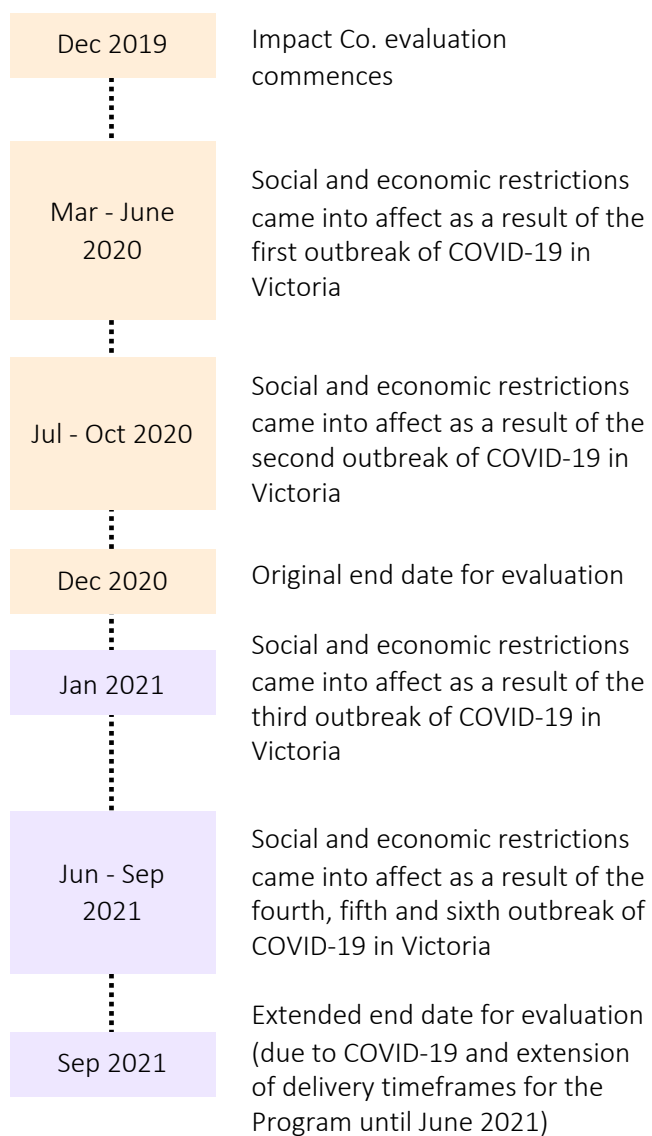 Dec 2019
Impact Co. evaluation
commences
Mar - June
2020
Social and economic restrictions
came into affect as a result of the
first outbreak of COVID-19 in
Victoria
Jul - Oct 2020
Social and economic restrictions
came into affect as a result of the
second outbreak of COVID-19 in
Victoria
Dec 2020
Original end date for evaluation
Jan 2021
Social and economic restrictions
came into affect as a result of the
third outbreak of COVID-19 in
Victoria
Jun - Sep
2021
Social and economic restrictions
came into affect as a result of the
fourth, fifth and sixth outbreak of
COVID-19 in Victoria
Sep 2021
Extended end date for evaluation
(due to COVID-19 and extension
of delivery timeframes for the
Program until June 2021)